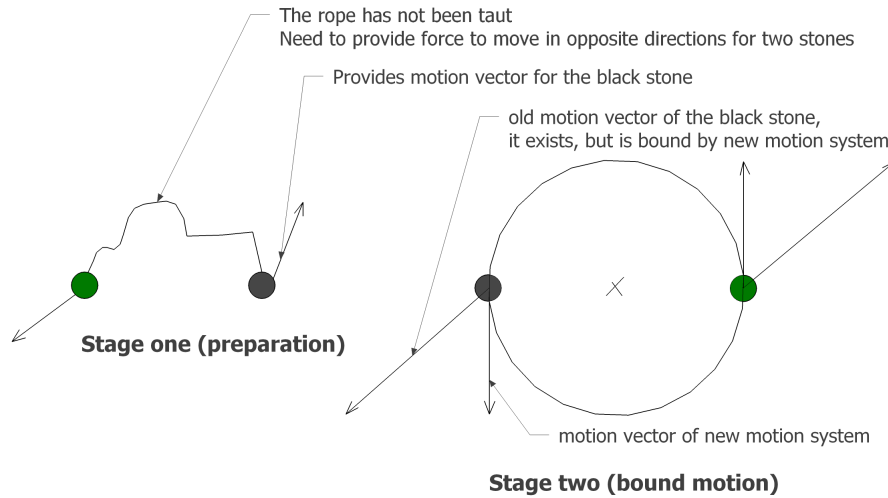 The rope has not been taut
Need to provide force to move in opposite directions for two stones
Provides motion vector for the black stone
old motion vector of the black stone,
it exists, but is bound by new motion system
Stage one (preparation)
motion vector of new motion system
Stage two (bound motion)